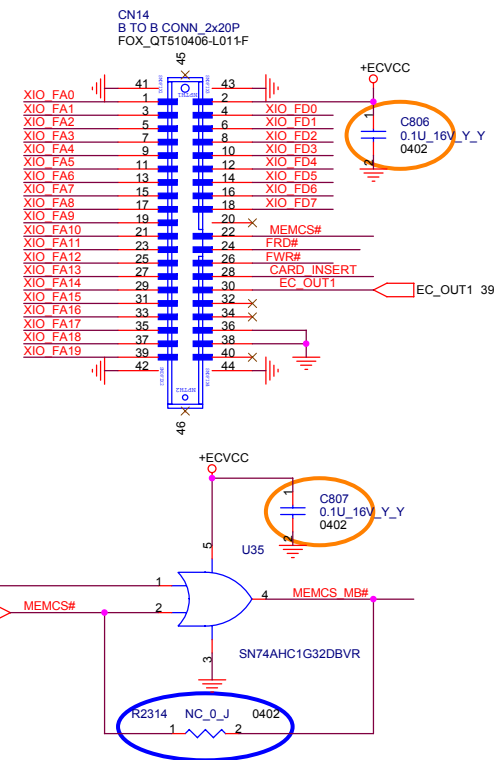 CN14
B TO B CONN_2x20P
FOX_QT510406-L011-F
45
41 43
XIO_FA0 1 2
XIO_FA1 3 4 XIO_FD0
XIO_FA2 5 6 XIO_FD1
XIO_FA3 7 8 XIO_FD2
XIO_FA4 9 10 XIO_FD3
XIO_FA5 11 12 XIO_FD4
XIO_FA6 13 14 XIO_FD5
XIO_FA7 15 16 XIO_FD6
XIO_FA8 17 18 XIO_FD7
XIO_FA9 19 20
XIO_FA10 21 22 MEMCS#
XIO_FA11 23 24 FRD#
XIO_FA12 25 26 FWR#
XIO_FA13 27 28 CARD_INSERT
XIO_FA14 29 30 EC_OUT1 EC_OUT1 39
XIO_FA15 31 32
XIO_FA16 33 34
XIO_FA17 35 36
XIO_FA18 37 38
XIO_FA19 39 40
42 44
46
+ECVCC
1
C806
0.1U_16V_Y_Y
0402
2
+ECVCC
1
C807
0.1U_16V_Y_Y
0402
2
5
U35
1
MEMCS# 2
4 MEMCS_MB#
3
SN74AHC1G32DBVR
R2314 NC_0_J 0402
1 2